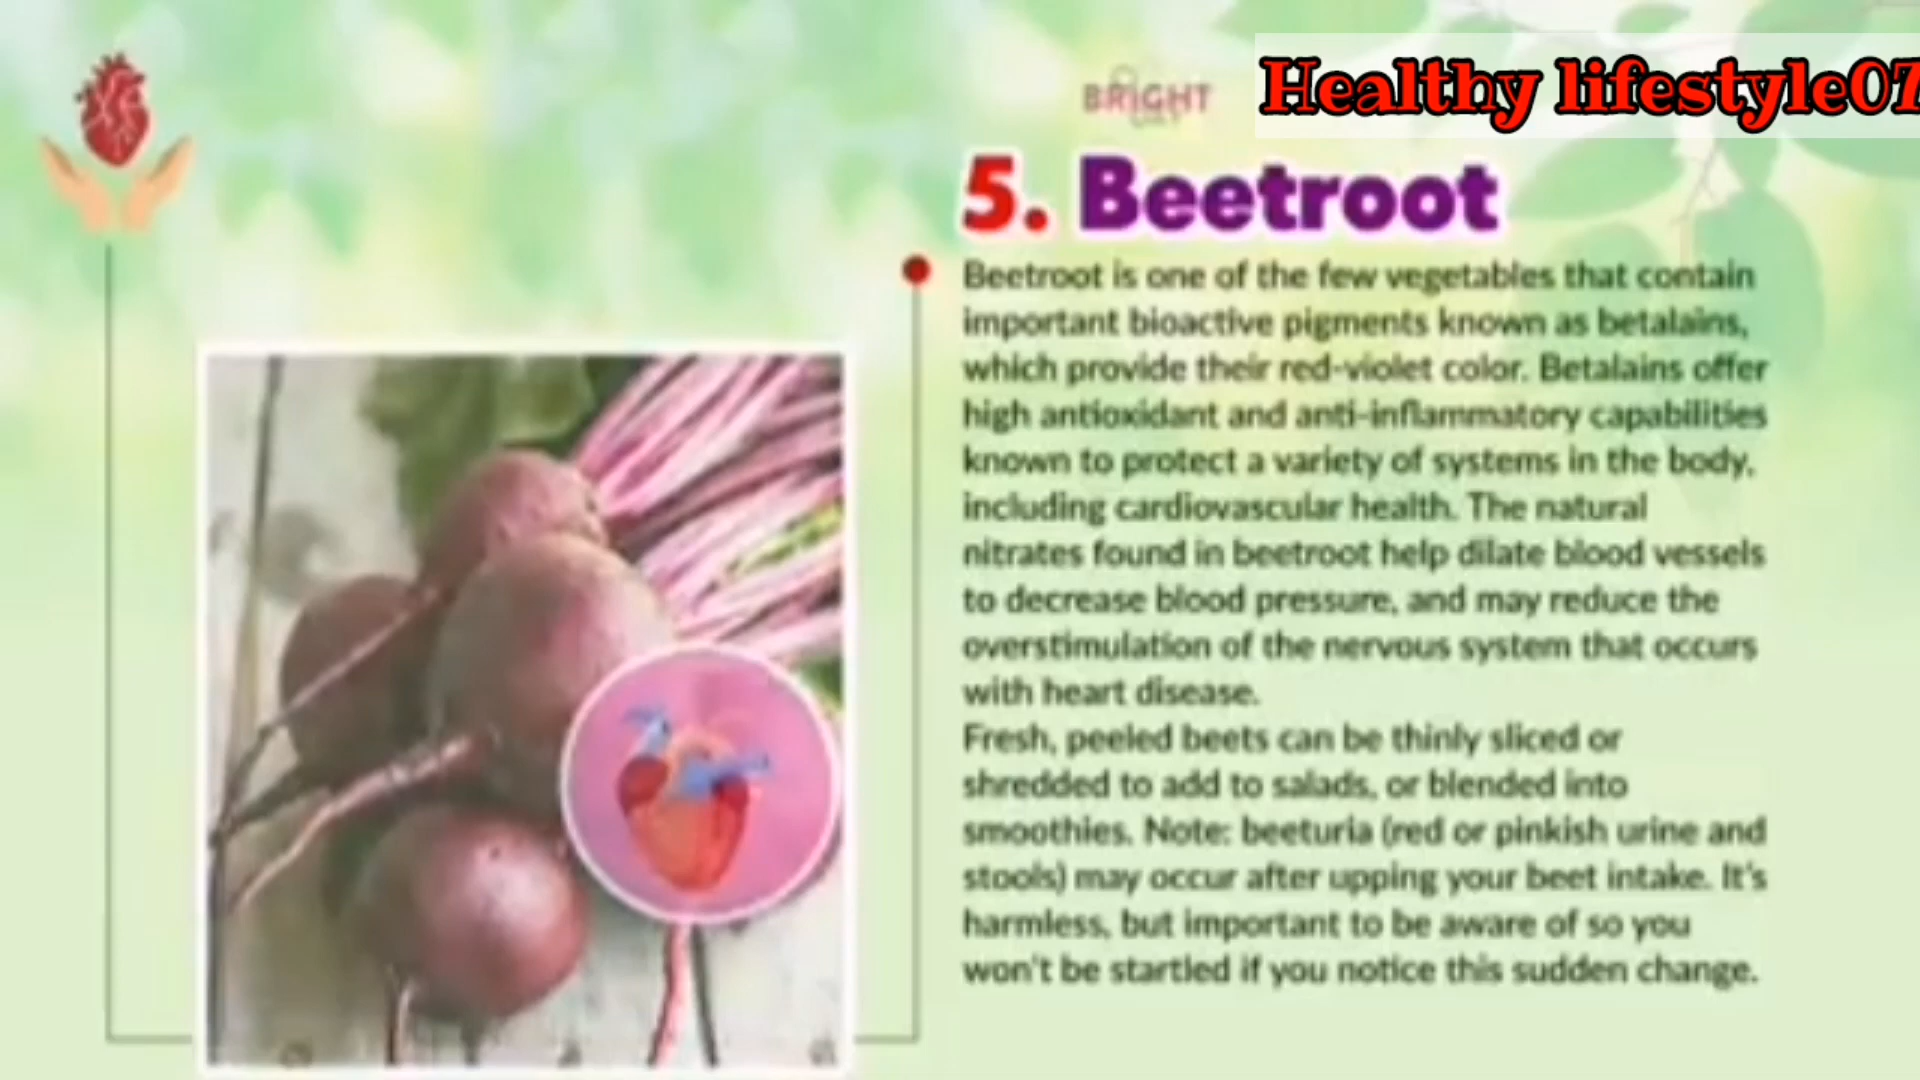 BRIGHT
Healthy lifestyle07
5. Beetroot
Beetroot is one of the few vegetables that contain
important bioactive pigments known as betalains,
which provide their red-violet color. Betalains offer
high antioxidant and anti-inflammatory capabilities
known to protect a variety of systems in the body,
including cardiovascular health. The natural
nitrates found in beetroot help dilate blood vessels
to decrease blood pressure, and may reduce the
overstimulation of the nervous system that occurs
with heart disease.
Fresh, peeled beets can be thinly sliced or
shredded to add to salads, or blended into
smoothies. Note: beeturia (red or pinkish urine and
stools) may occur after upping your beet intake. It's
harmless, but important to be aware of so you
won't be startled if you notice this sudden change.